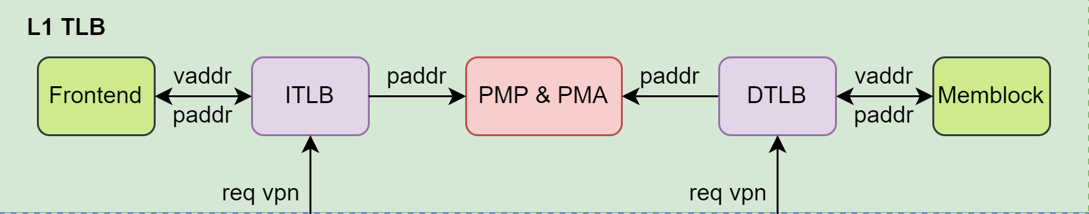 L1 TLB
vaddr
paddr
paddr
vaddr
Frontend
ITLB
PMP & PMA
DTLB
Memblock
paddr
paddr
req vpn
req vpn